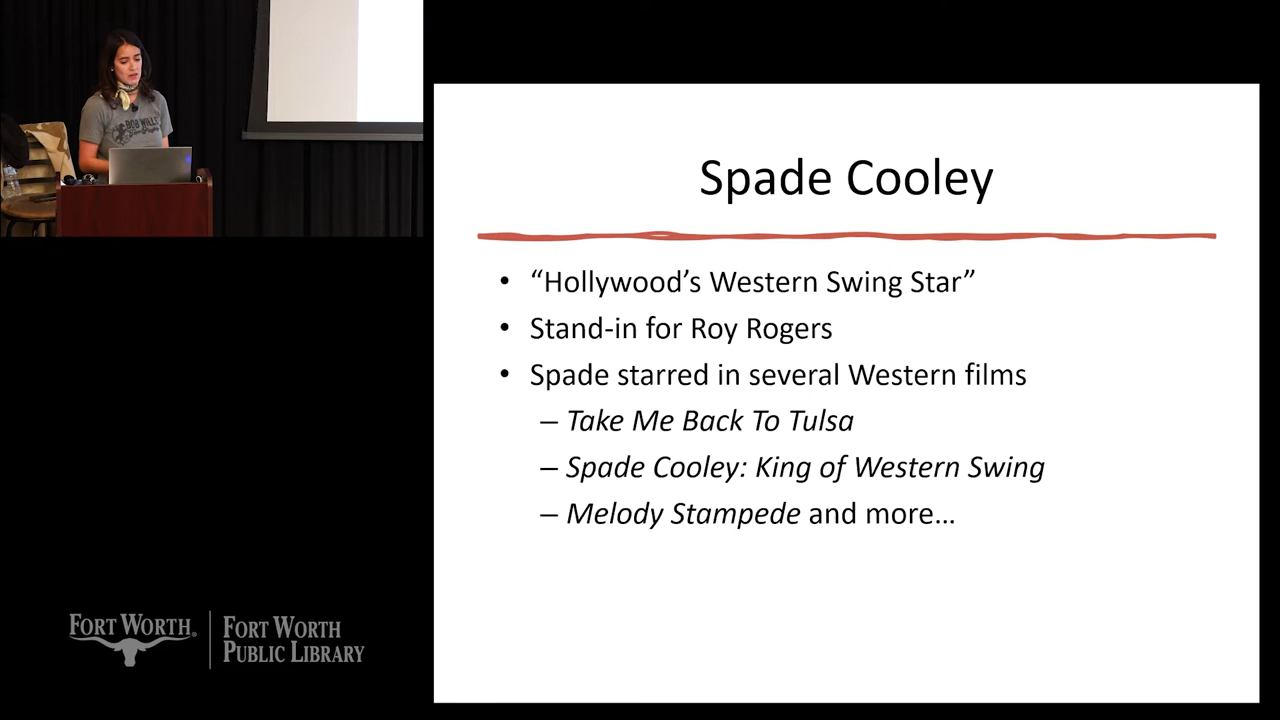 BOB WILLS
Spade Cooley
• “Hollywood’s Western Swing Star”
• Stand-in for Roy Rogers
• Spade starred in several Western films
– Take Me Back To Tulsa
– Spade Cooley: King of Western Swing
– Melody Stampede and more…
FORT WORTH®
FORT WORTH
PUBLIC LIBRARY